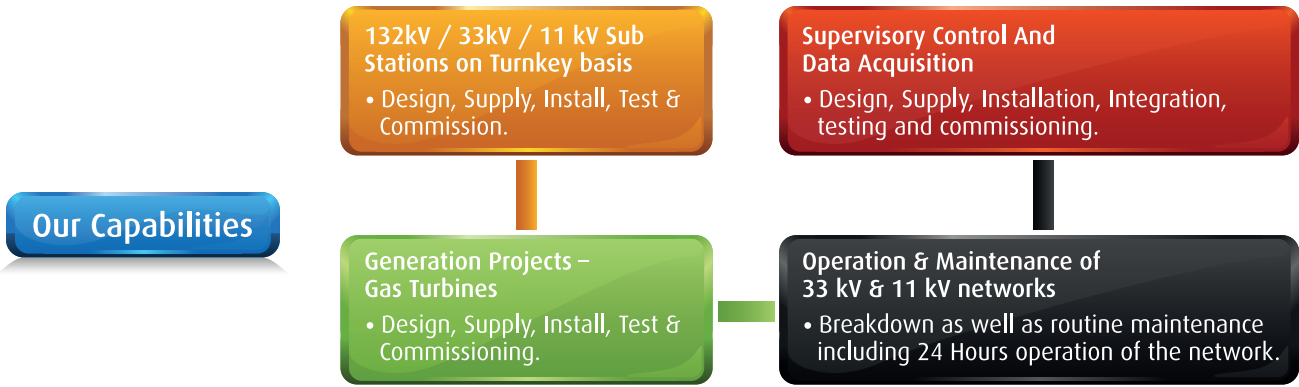 Our Capabilities
132kV / 33kV / 11 kV Sub
Stations on Turnkey basis
• Design, Supply, Install, Test &
Commission.
Supervisory Control And
Data Acquisition
• Design, Supply, Installation, Integration,
testing and commissioning.
Generation Projects –
Gas Turbines
• Design, Supply, Install, Test &
Commissioning.
Operation & Maintenance of
33 kV & 11 kV networks
• Breakdown as well as routine maintenance
including 24 Hours operation of the network.